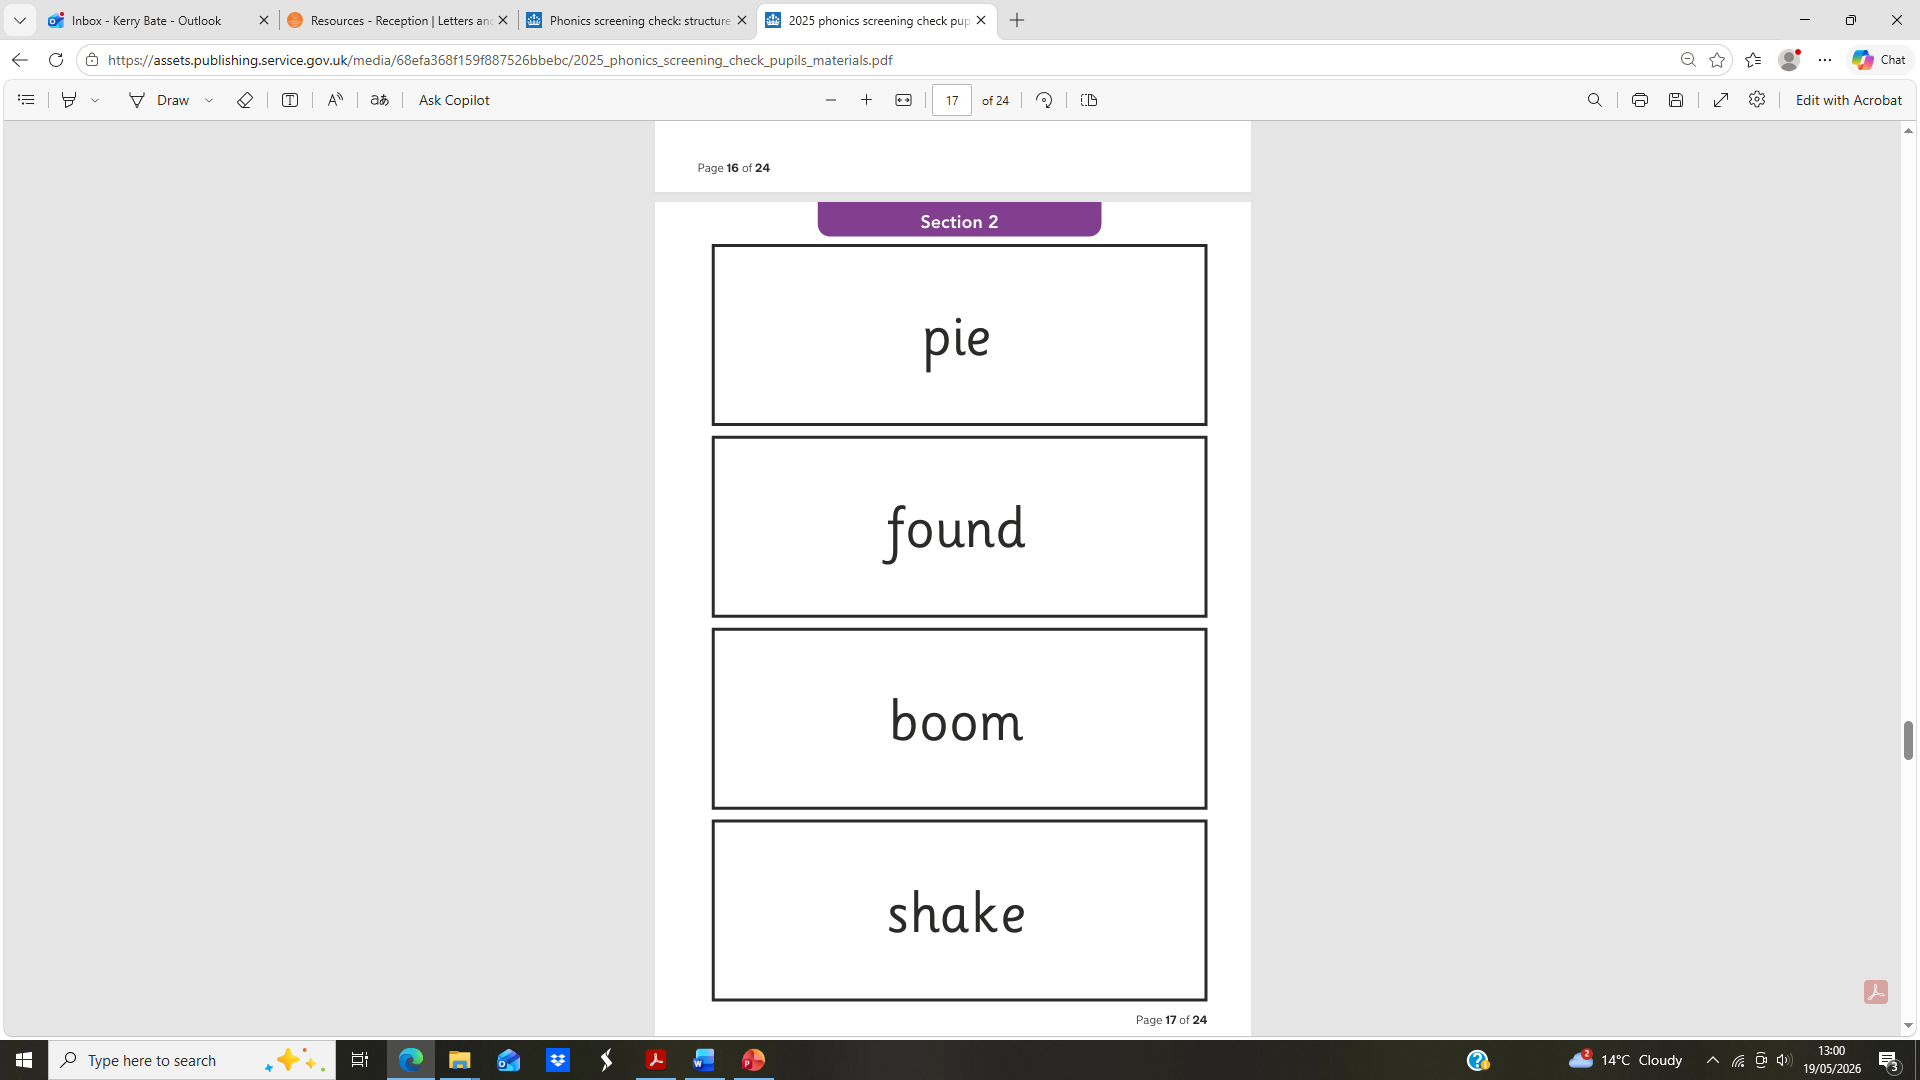 Inbox - Kerry Bate - Outlook
Resources - Reception | Letters and
Phonics screening check: structure
2025 phonics screening check pup
https://assets.publishing.service.gov.uk/media/68efa368f159f887526bbebc/2025_phonics_screening_check_pupils_materials.pdf
Chat
Draw
Ask Copilot
17 of 24
Edit with Acrobat
Page 16 of 24
Section 2
pie
found
boom
shake
Page 17 of 24
Type here to search
2
14°C Cloudy
13:00
19/05/2026
3